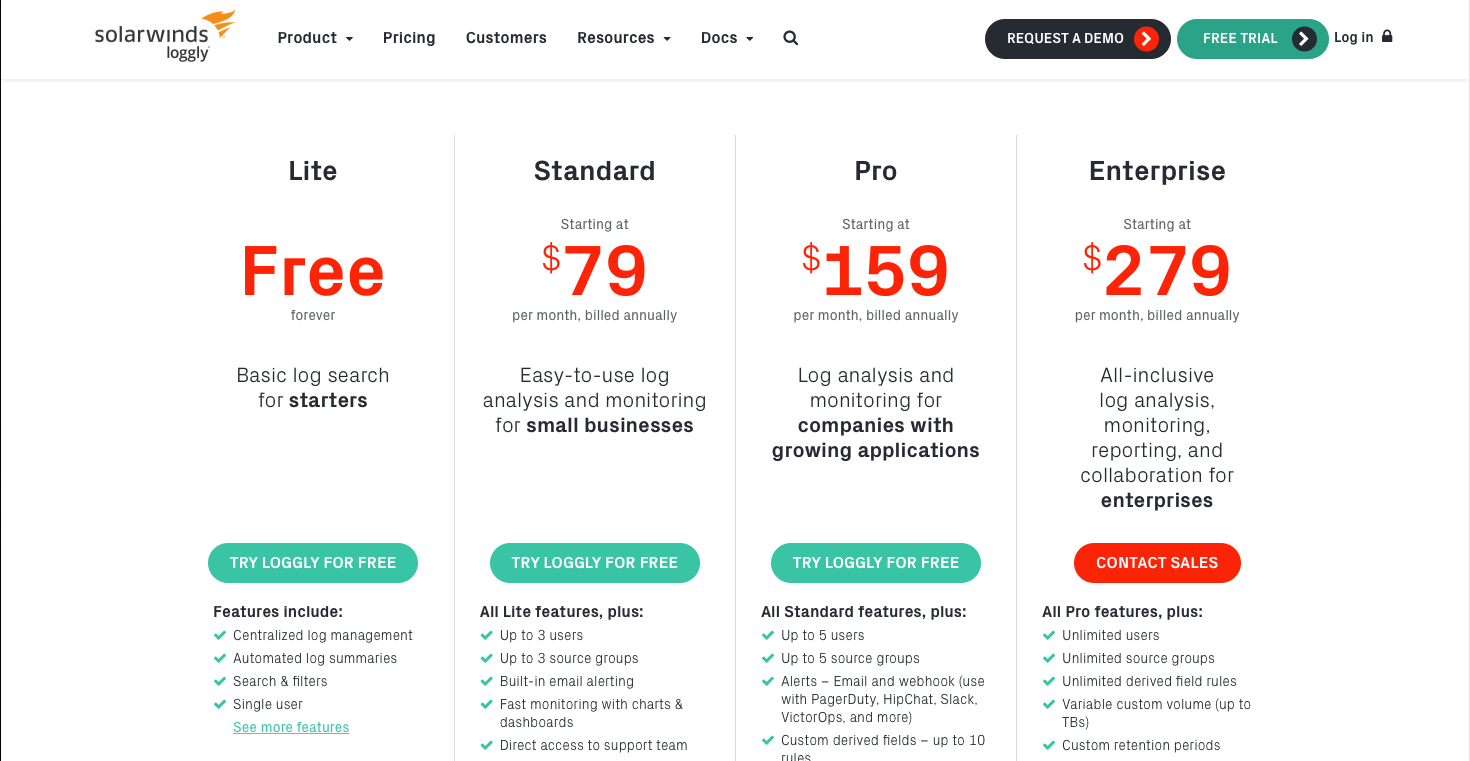 solarwinds
loggly
Product
Pricing
Customers
Resources
Docs
REQUEST A DEMO
FREE TRIAL
Log in
Lite
Free
forever
Basic log search
for starters
TRY LOGGLY FOR FREE
Features include:
Centralized log management
Automated log summaries
Search & filters
Single user
See more features
Standard
Starting at
$79
per month, billed annually
Easy-to-use log
analysis and monitoring
for small businesses
TRY LOGGLY FOR FREE
All Lite features, plus:
Up to 3 users
Up to 3 source groups
Built-in email alerting
Fast monitoring with charts &
dashboards
Direct access to support team
Pro
Starting at
$159
per month, billed annually
Log analysis and
monitoring for
companies with
growing applications
TRY LOGGLY FOR FREE
All Standard features, plus:
Up to 5 users
Up to 5 source groups
Alerts – Email and webhook (use
with PagerDuty, HipChat, Slack,
VictorOps, and more)
Custom derived fields – up to 10
rules
Enterprise
Starting at
$279
per month, billed annually
All-inclusive
log analysis,
monitoring,
reporting, and
collaboration for
enterprises
CONTACT SALES
All Pro features, plus:
Unlimited users
Unlimited source groups
Unlimited derived field rules
Variable custom volume (up to
TBs)
Custom retention periods